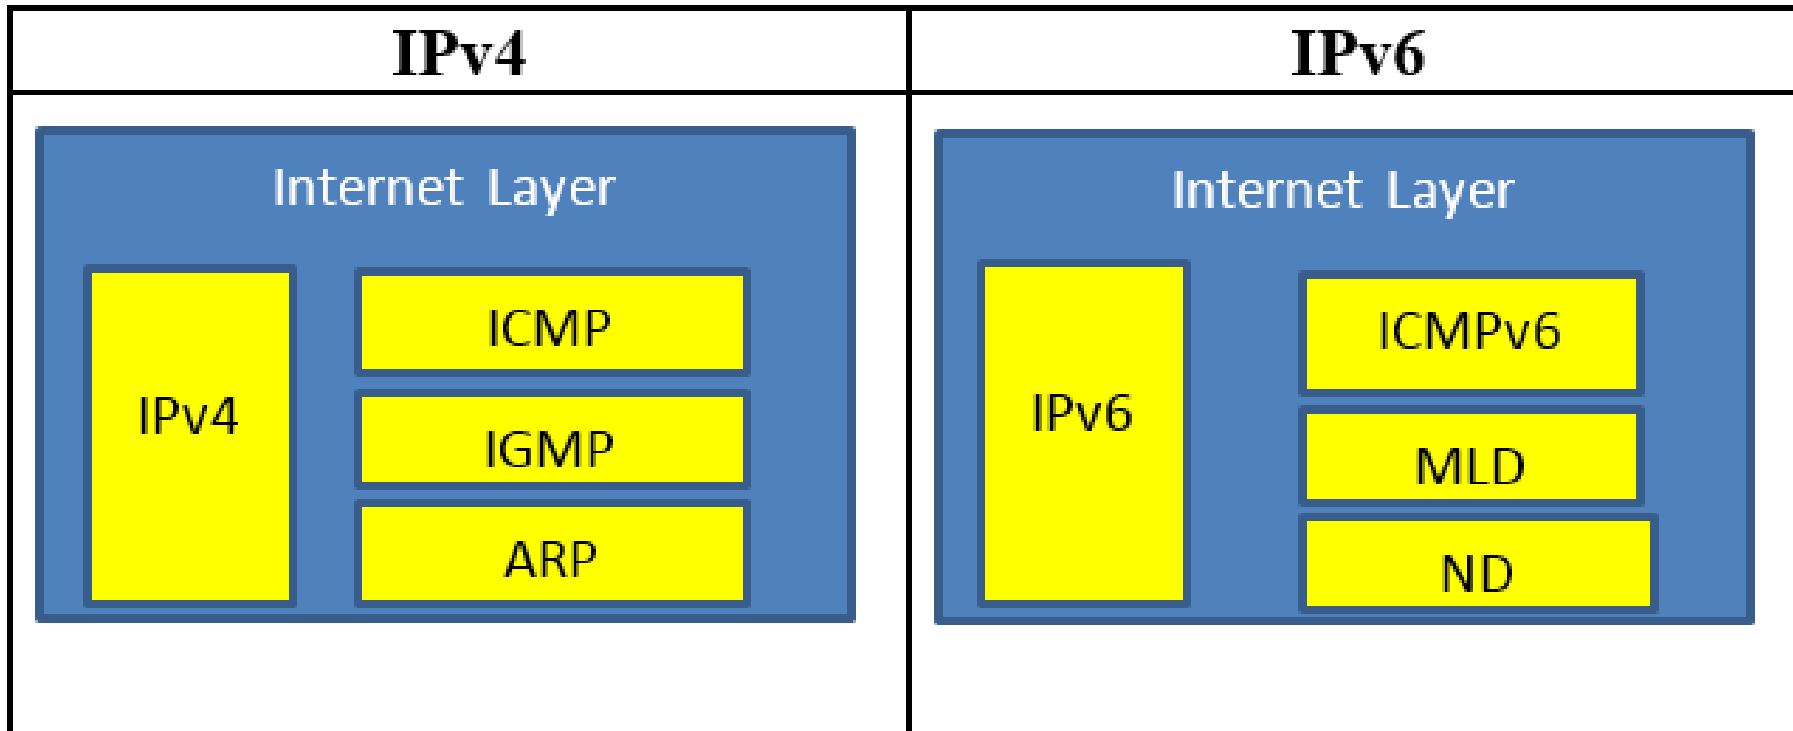 IPv4
IPv6
Internet Layer
IPv4
ICMP
IGMP
ARP
Internet Layer
IPv6
ICMPv6
MLD
ND